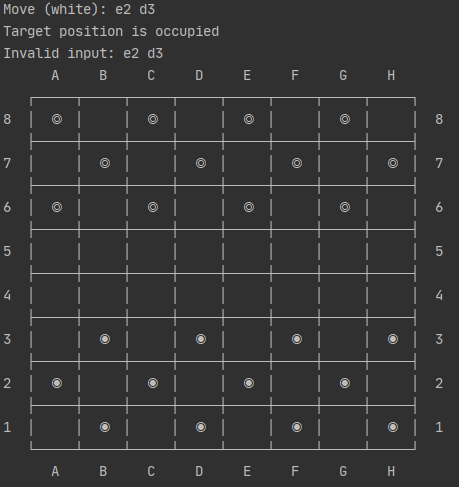 Move (white): e2 d3
Target position is occupied
Invalid input: e2 d3
A B C D E F G H
8 ◎ ◎ ◎ ◎ 8
7 ◎ ◎ ◎ ◎ 7
6 ◎ ◎ ◎ ◎ 6
5 5
4 4
3 ◉ ◉ ◉ ◉ 3
2 ◉ ◉ ◉ ◉ 2
1 ◉ ◉ ◉ ◉ 1
A B C D E F G H